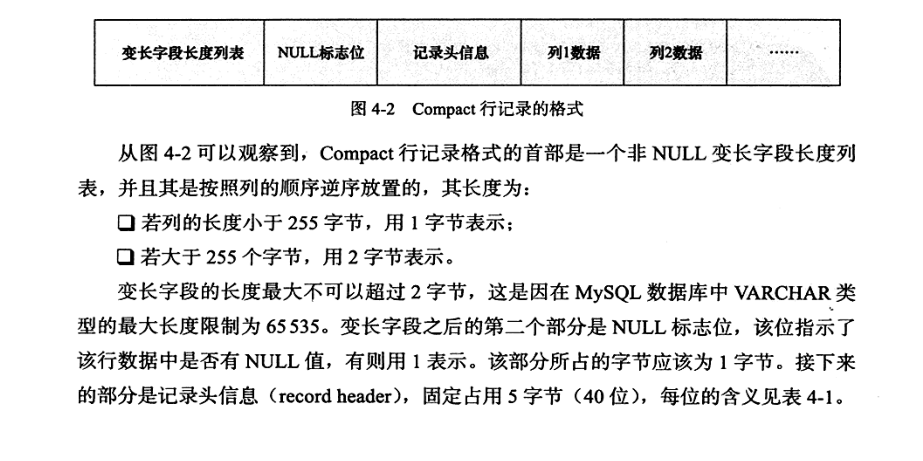 变长字段长度列表 NULL标志位 记录头信息 列1数据 列2数据 ……
图 4-2 Compact 行记录的格式
从图 4-2 可以观察到，Compact 行记录格式的首部是一个非 NULL 变长字段长度列
表，并且其是按照列的顺序逆序放置的，其长度为：
❑ 若列的长度小于 255 字节，用 1 字节表示；
❑ 若大于 255 个字节，用 2 字节表示。
变长字段的长度最大不可以超过 2 字节，这是因在 MySQL 数据库中 VARCHAR 类
型的最大长度限制为 65 535。变长字段之后的第二个部分是 NULL 标志位，该位指示了
该行数据中是否有 NULL 值，有则用 1 表示。该部分所占的字节应该为 1 字节。接下来
的部分是记录头信息（record header），固定占用 5 字节（40 位），每位的含义见表 4-1。